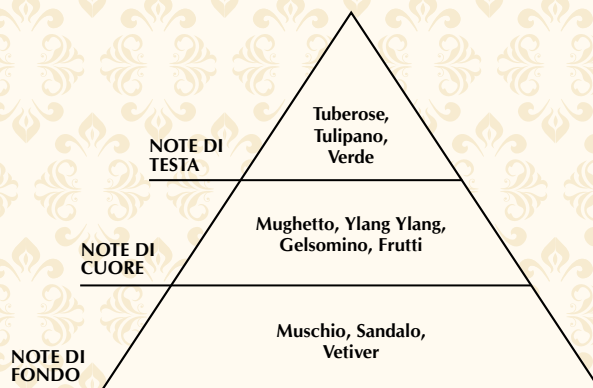 Tuberose,
Tulipano,
Verde
NOTE DI
TESTA
Mughetto, Ylang Ylang,
Gelsomino, Frutti
NOTE DI
CUORE
Muschio, Sandalo,
Vetiver
NOTE DI
FONDO